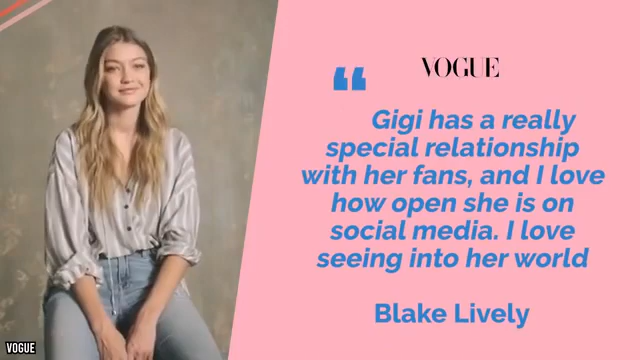 VOGUE
“
Gigi has a really
special relationship
with her fans, and I love
how open she is on
social media. I love
seeing into her world
Blake Lively
VOGUE